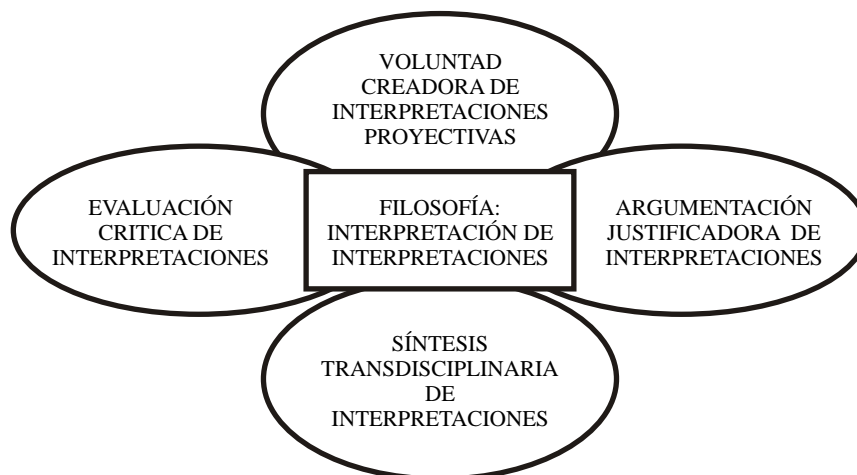 VOLUNTAD
CREADORA DE
INTERPRETACIONES
PROYECTIVAS
EVALUACIÓN
CRITICA DE
INTERPRETACIONES
FILOSOFÍA:
INTERPRETACIÓN DE
INTERPRETACIONES
ARGUMENTACIÓN
JUSTIFICADORA DE
INTERPRETACIONES
SÍNTESIS
TRANSDISCIPLINARIA
DE
INTERPRETACIONES